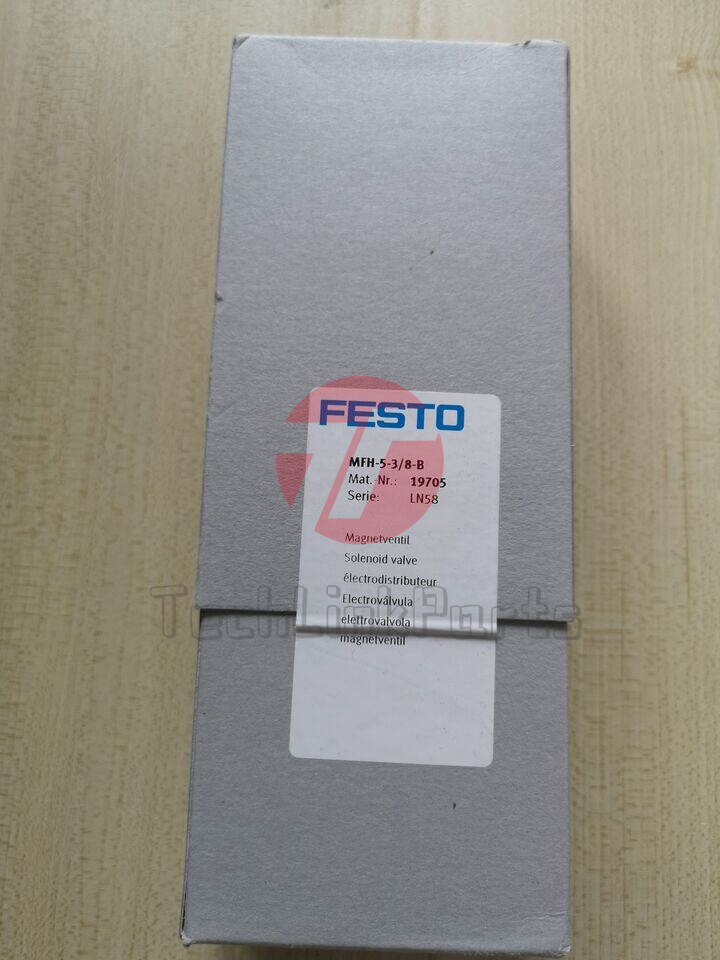 FESTO
MFH-5-3/8-B
Mat. Nr.: 19705
Serie: LN58
Magnetventil
Solenoid valve
électrodistributeur
Electroválvula
elettrovalvola
magnetventil
TechLinkParts